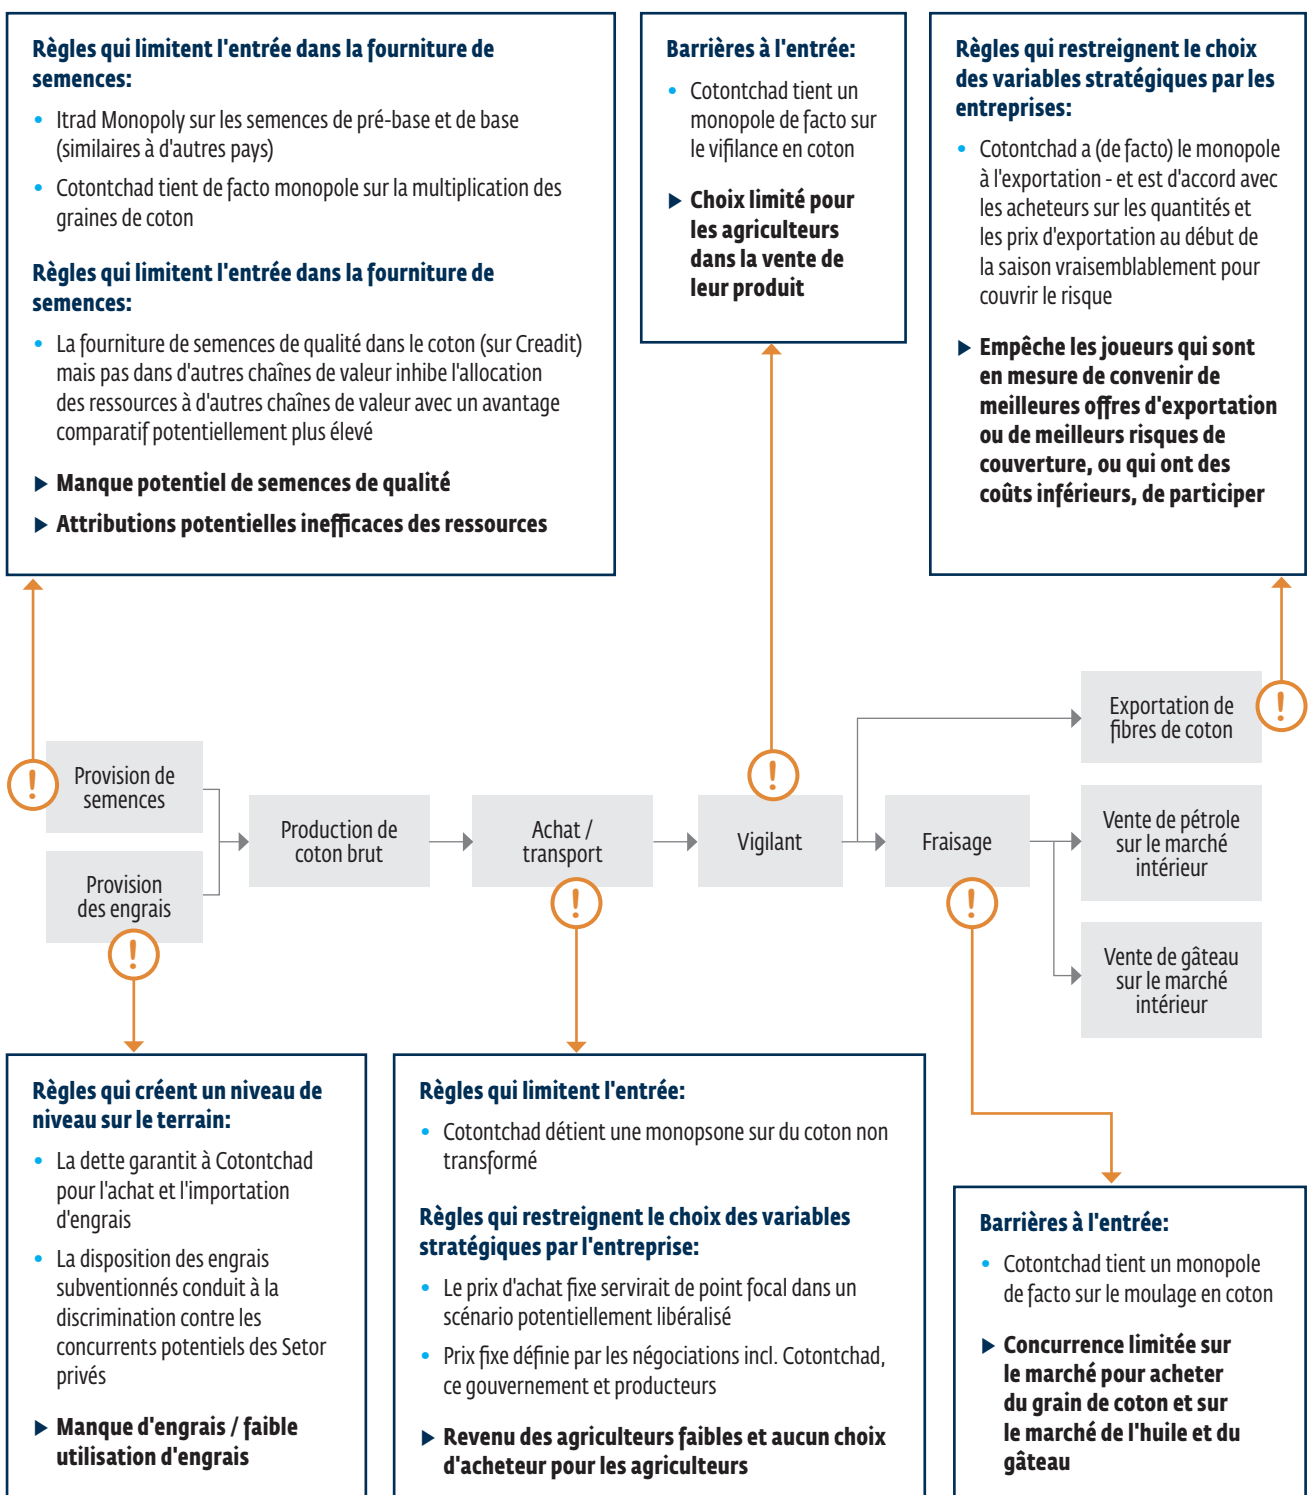 Règles qui limitent l'entrée dans la fourniture de
semences:
• Itrad Monopoly sur les semences de pré-base et de base
(similaires à d'autres pays)
• Cotontchad tient de facto monopole sur la multiplication des
graines de coton
Règles qui limitent l'entrée dans la fourniture de
semences:
• La fourniture de semences de qualité dans le coton (sur Creadit)
mais pas dans d'autres chaînes de valeur inhibe l'allocation
des ressources à d'autres chaînes de valeur avec un avantage
comparatif potentiellement plus élevé
▶ Manque potentiel de semences de qualité
▶ Attributions potentielles inefficaces des ressources
Barrières à l'entrée:
• Cotontchad tient un
monopole de facto sur
le vifilance en coton
▶ Choix limité pour
les agriculteurs
dans la vente de
leur produit
Règles qui restreignent le choix
des variables stratégiques par les
entreprises:
• Cotontchad a (de facto) le monopole
à l'exportation - et est d'accord avec
les acheteurs sur les quantités et
les prix d'exportation au début de
la saison vraisemblablement pour
couvrir le risque
▶ Empêche les joueurs qui sont
en mesure de convenir de
meilleures offres d'exportation
ou de meilleurs risques de
couverture, ou qui ont des
coûts inférieurs, de participer
!
Provision de
semences
!
Provision
des engrais
Production de
coton brut
Achat /
transport
!
!
Vigilant
Fraisage
!
Exportation de
fibres de coton
!
Vente de pétrole
sur le marché
intérieur
Vente de gâteau
sur le marché
intérieur
Règles qui créent un niveau de
niveau sur le terrain:
• La dette garantit à Cotontchad
pour l'achat et l'importation
d'engrais
• La disposition des engrais
subventionnés conduit à la
discrimination contre les
concurrents potentiels des Setor
privés
▶ Manque d'engrais / faible
utilisation d'engrais
Règles qui limitent l'entrée:
• Cotontchad détient une monopsone sur du coton non
transformé
Règles qui restreignent le choix des variables
stratégiques par l'entreprise:
• Le prix d'achat fixe servirait de point focal dans un
scénario potentiellement libéralisé
• Prix fixe définie par les négociations incl. Cotontchad,
ce gouvernement et producteurs
▶ Revenu des agriculteurs faibles et aucun choix
d'acheteur pour les agriculteurs
Barrières à l'entrée:
• Cotontchad tient un monopole
de facto sur le moulage en coton
▶ Concurrence limitée sur
le marché pour acheter
du grain de coton et sur
le marché de l'huile et du
gâteau